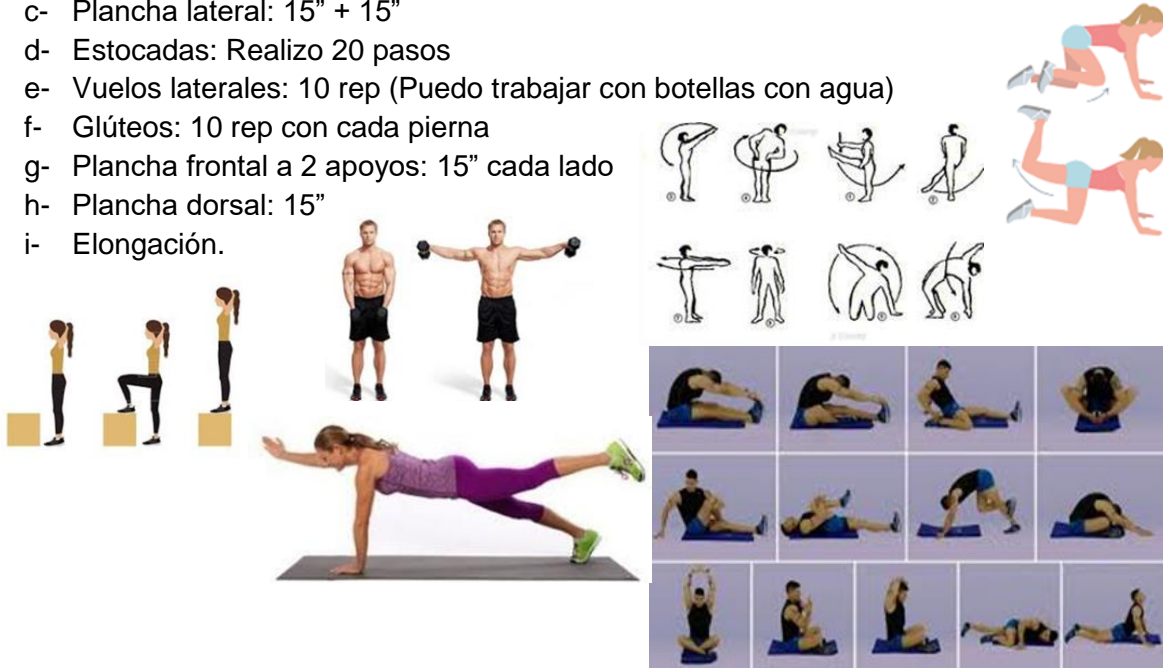 c- Plancha lateral: 15” + 15”
d- Estocadas: Realizo 20 pasos
e- Vuelos laterales: 10 rep (Puedo trabajar con botellas con agua)
f- Glúteos: 10 rep con cada pierna
g- Plancha frontal a 2 apoyos: 15” cada lado
h- Plancha dorsal: 15”
i- Elongación.